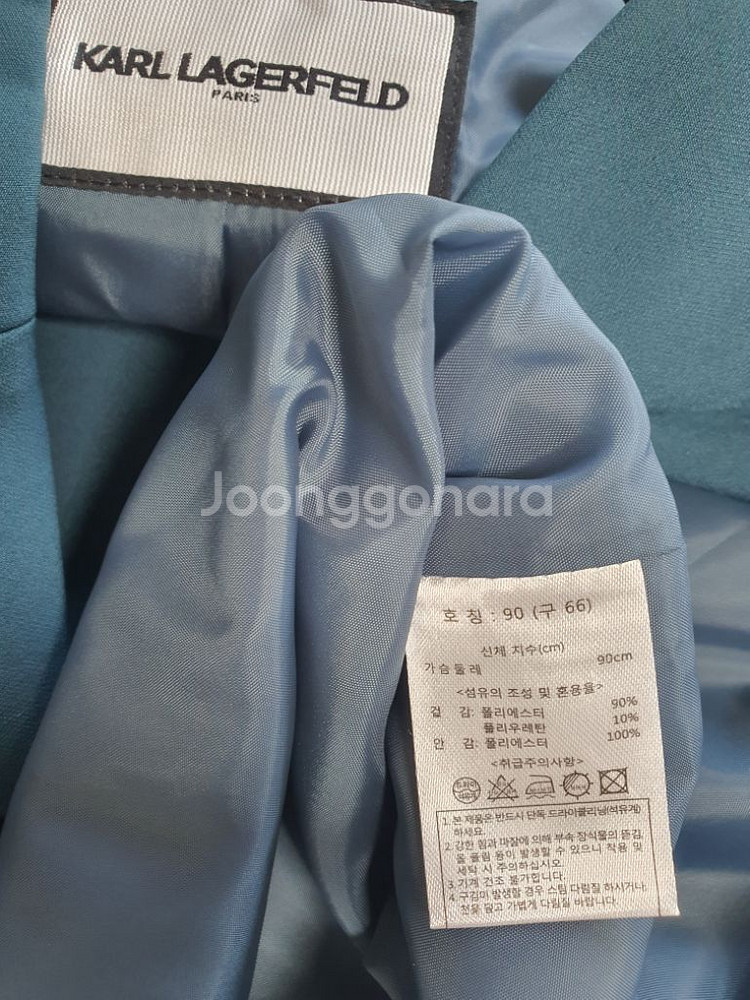 KARL LAGERFELD
PARIS
Joonggonara
호 칭 : 90 (구 66)
신체 치수(cm)
가슴둘레 90cm
<섬유의 조성 및 혼용율>
겉 감: 폴리에스터 90%
폴리우레탄 10%
안 감: 폴리에스터 100%
<취급주의사항>
1. 본 제품은 반드시 단독 드라이클리닝(석유계)
하세요.
2. 강한 힘과 마찰에 의해 부속 장식물의 뜯김,
올 풀림 등이 발생할 수 있으니 착용 및
세탁 시 주의하십시오.
3. 기계 건조 불가합니다.
4. 구김이 발생할 경우 스팀 다림질 하시거나,
천을 덮고 가볍게 다림질 바랍니다.